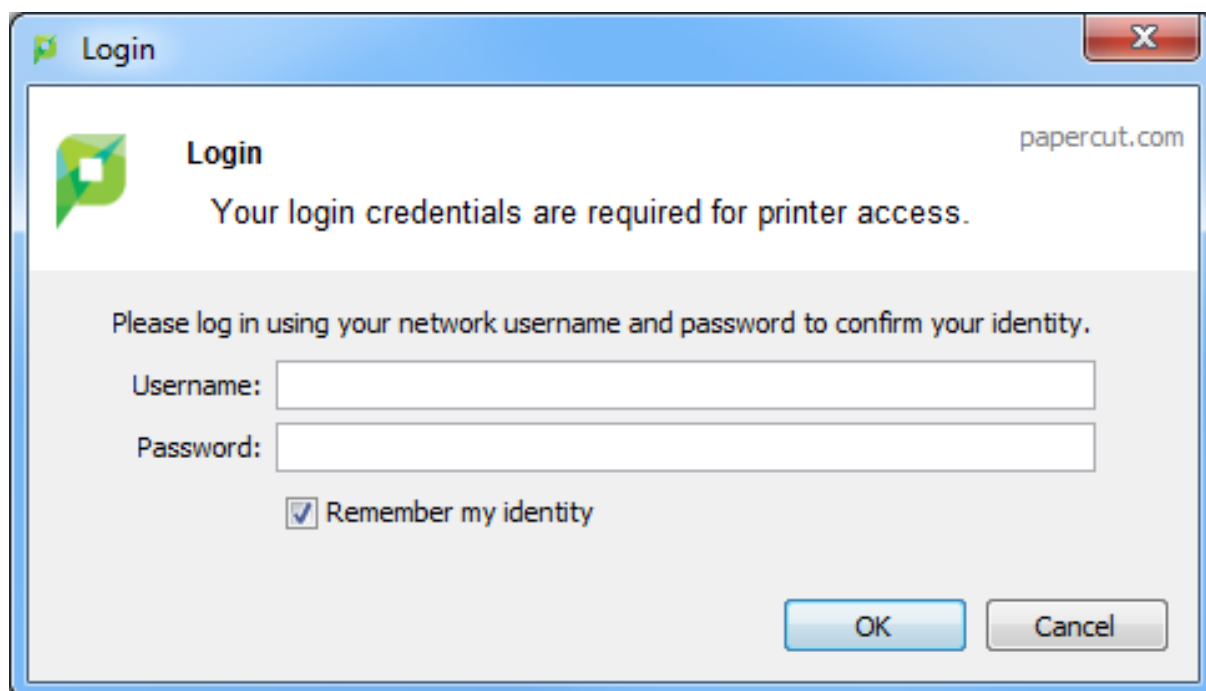 Login
papercut.com
Login
Your login credentials are required for printer access.
Please log in using your network username and password to confirm your identity.
Username:
Password:
Remember my identity
OK Cancel